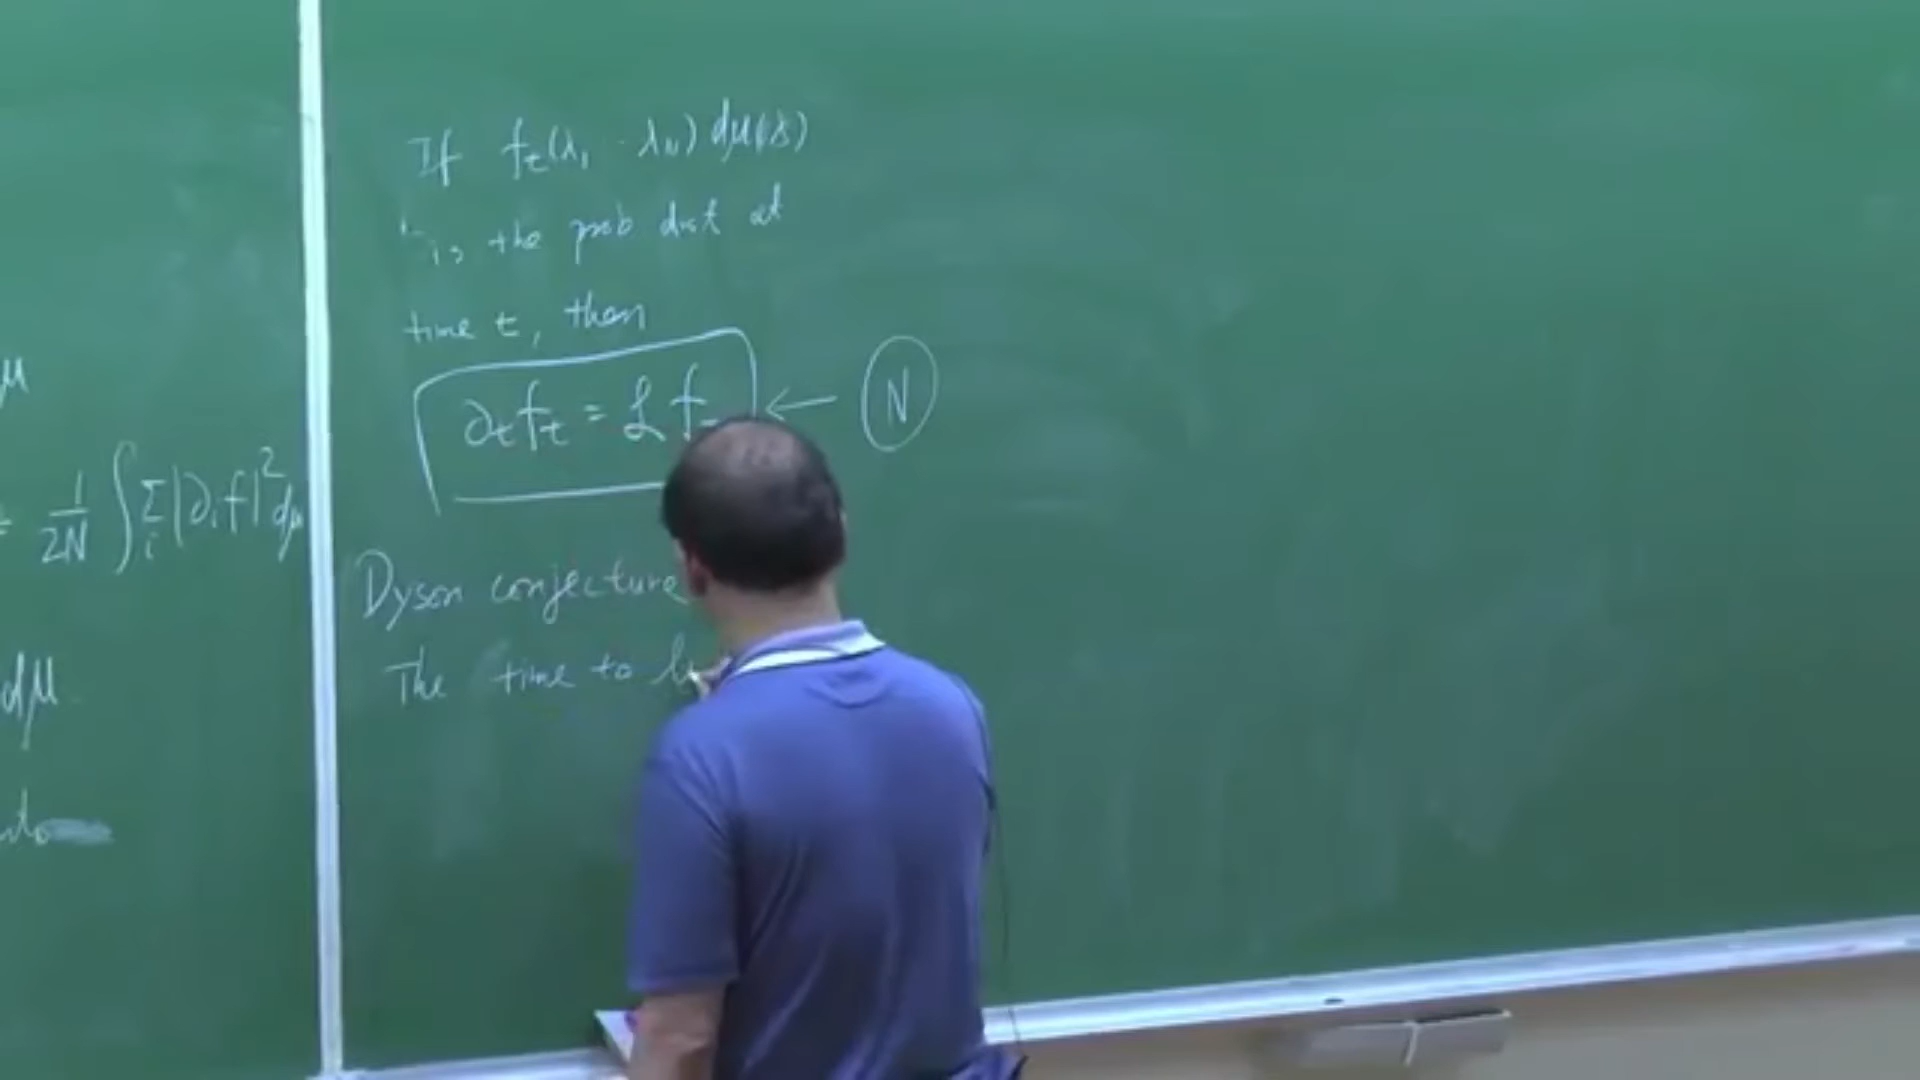 μ
= 1/2N ∫ Σ_i |∂_i f|² dμ
dμ
If f_t(λ_1 ⋅ λ_N) dμ(λ)
is the prob dist at
time t, then
∂_t f_t = ℒ f ← N
Dyson conjecture
The time to